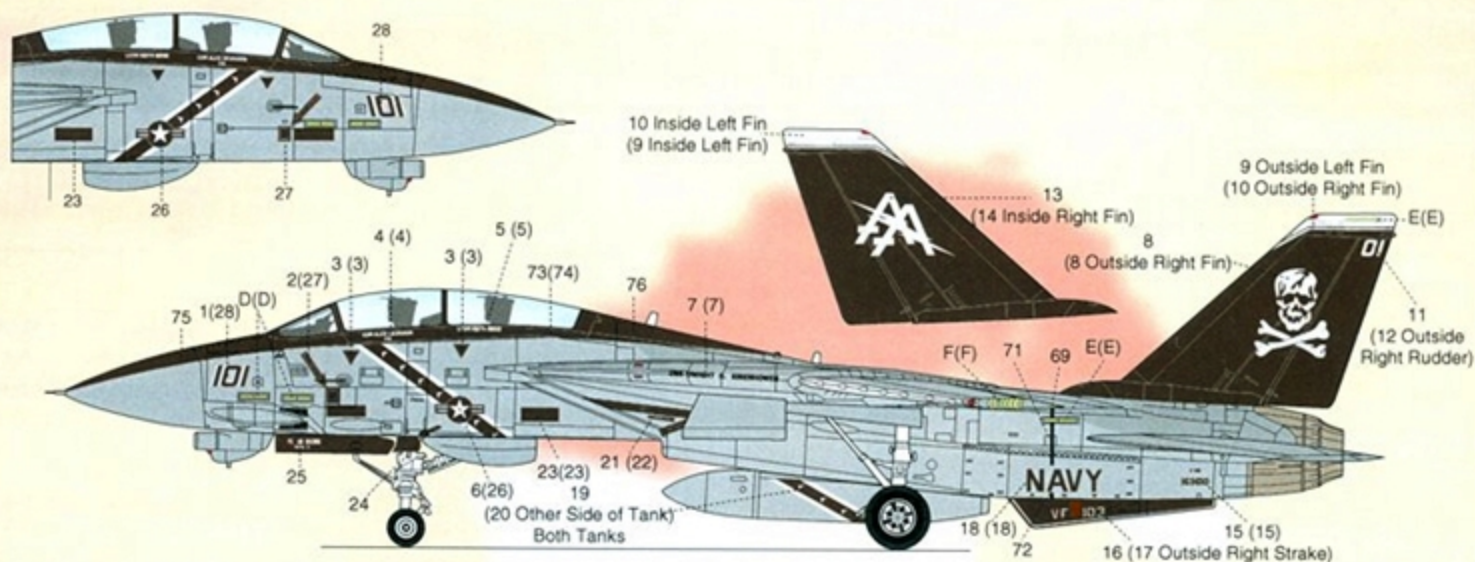 28
101
23
26
27
10 Inside Left Fin
(9 Inside Left Fin)
13
(14 Inside Right Fin)
9 Outside Left Fin
(10 Outside Right Fin)
E(E)
8
(8 Outside Right Fin)
01
11
(12 Outside
Right Rudder)
4 (4)
5 (5)
3 (3)
3 (3)
2(27)
73(74)
D(D)
1(28)
75
76
7 (7)
F(F)
71
69
E(E)
101
25
24
6(26)
23(23)
21 (22)
19
(20 Other Side of Tank)
Both Tanks
NAVY
VF 103
18 (18)
72
15 (15)
16 (17 Outside Right Strake)